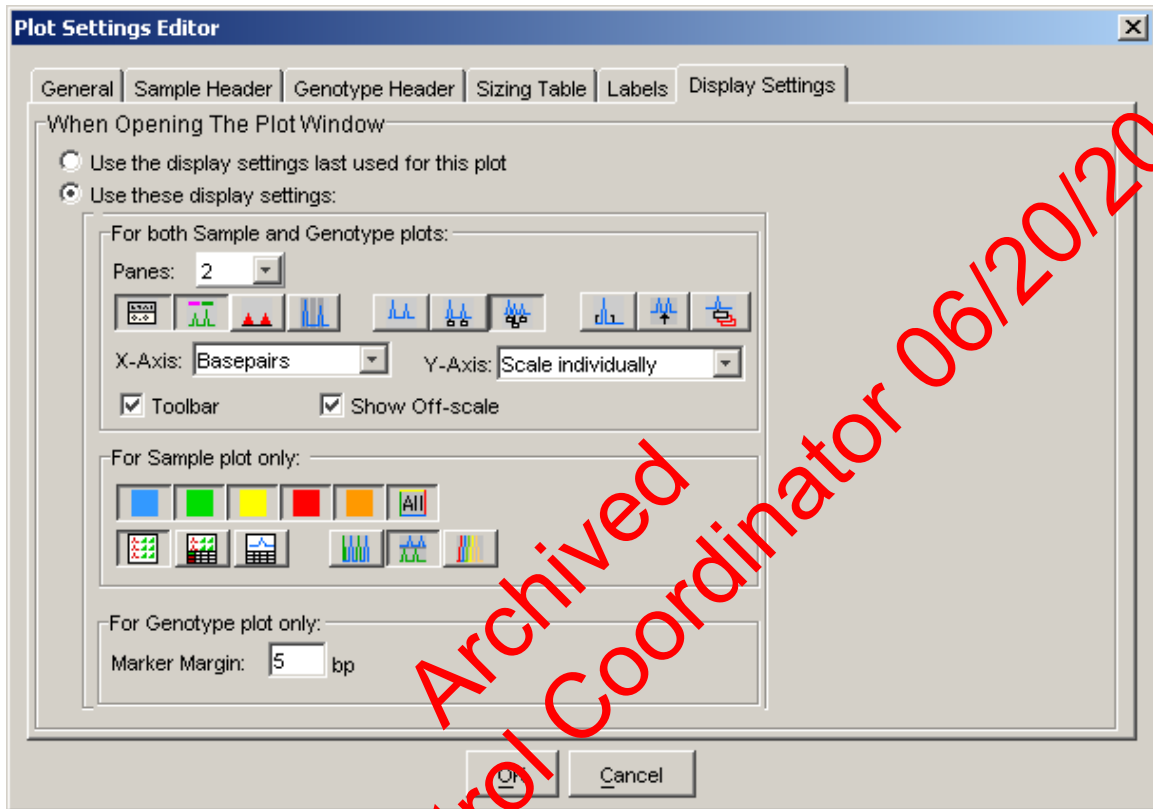 Plot Settings Editor
General Sample Header Genotype Header Sizing Table Labels Display Settings
When Opening The Plot Window
Use the display settings last used for this plot
Use these display settings:
For both Sample and Genotype plots:
Panes: 2
X-Axis: Basepairs Y-Axis: Scale individually
Toolbar Show Off-scale
For Sample plot only:
All
For Genotype plot only:
Marker Margin: 5 bp
OK Cancel
Archived
Coordinator 06/20/20